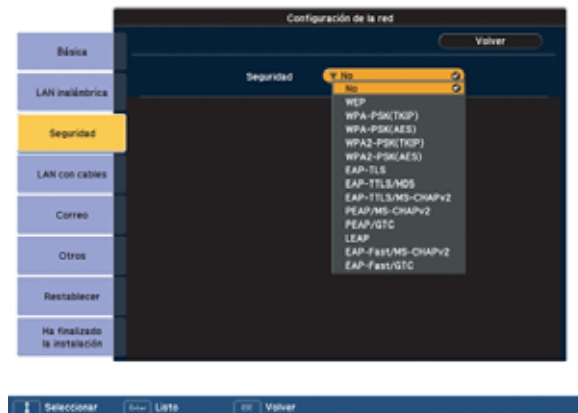 Configuración de la red
Volver
Básica
LAN inalámbrica
Seguridad
LAN con cables
Correo
Otros
Restablecer
Ha finalizado
la instalación
Seguridad
No
No
WEP
WPA-PSK(TKIP)
WPA-PSK(AES)
WPA2-PSK(TKIP)
WPA2-PSK(AES)
EAP-TLS
EAP-TTLS/MD5
EAP-TTLS/MS-CHAPv2
PEAP/MS-CHAPv2
PEAP/GTC
LEAP
EAP-Fast/MS-CHAPv2
EAP-Fast/GTC
Seleccionar Enter Listo ESC Volver